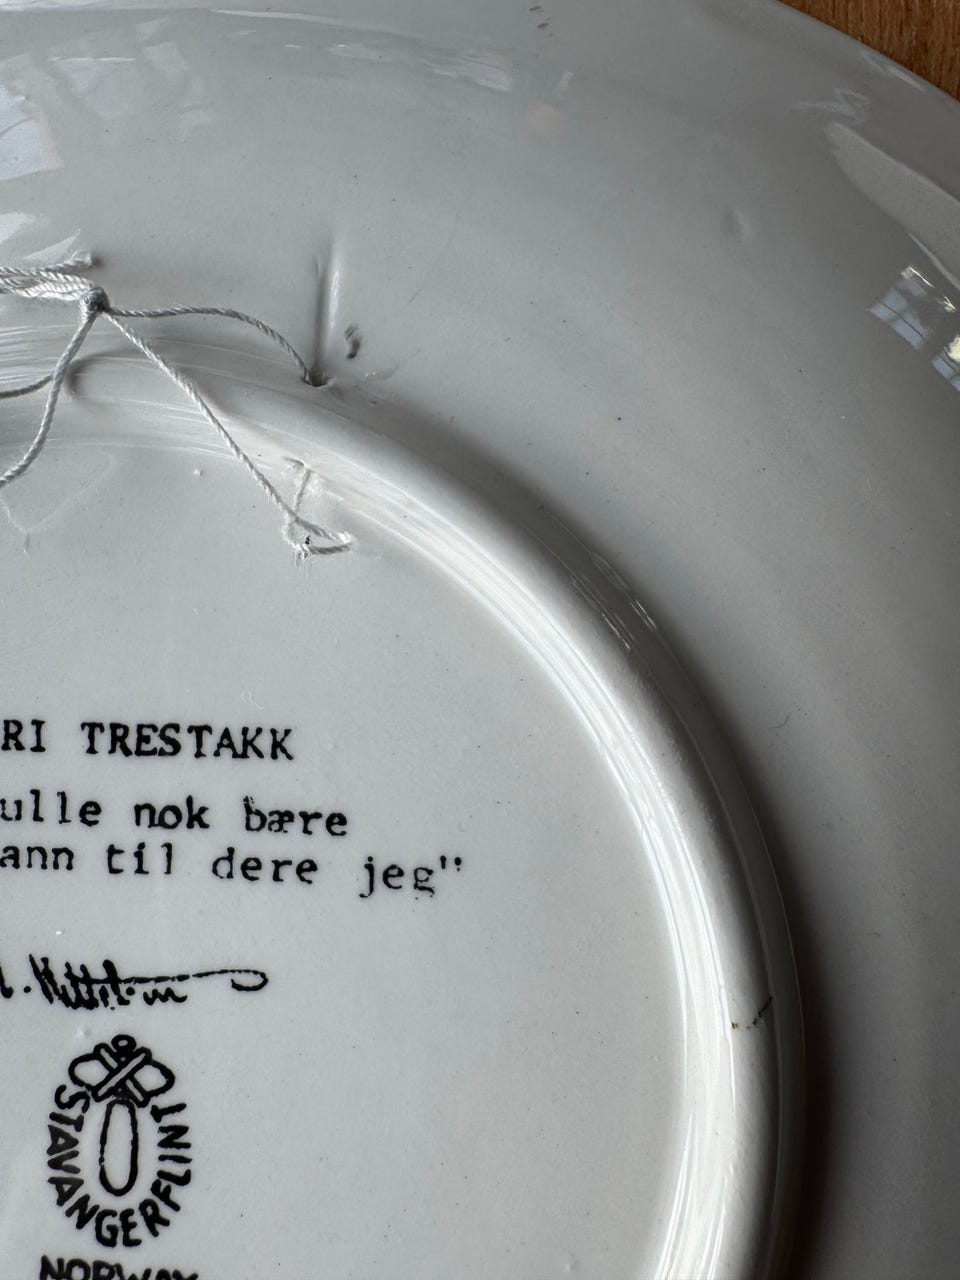 RI TRESTAKK
ulle nok bære
ann til dere jeg"
STAVANGERFLINT
NORWAY